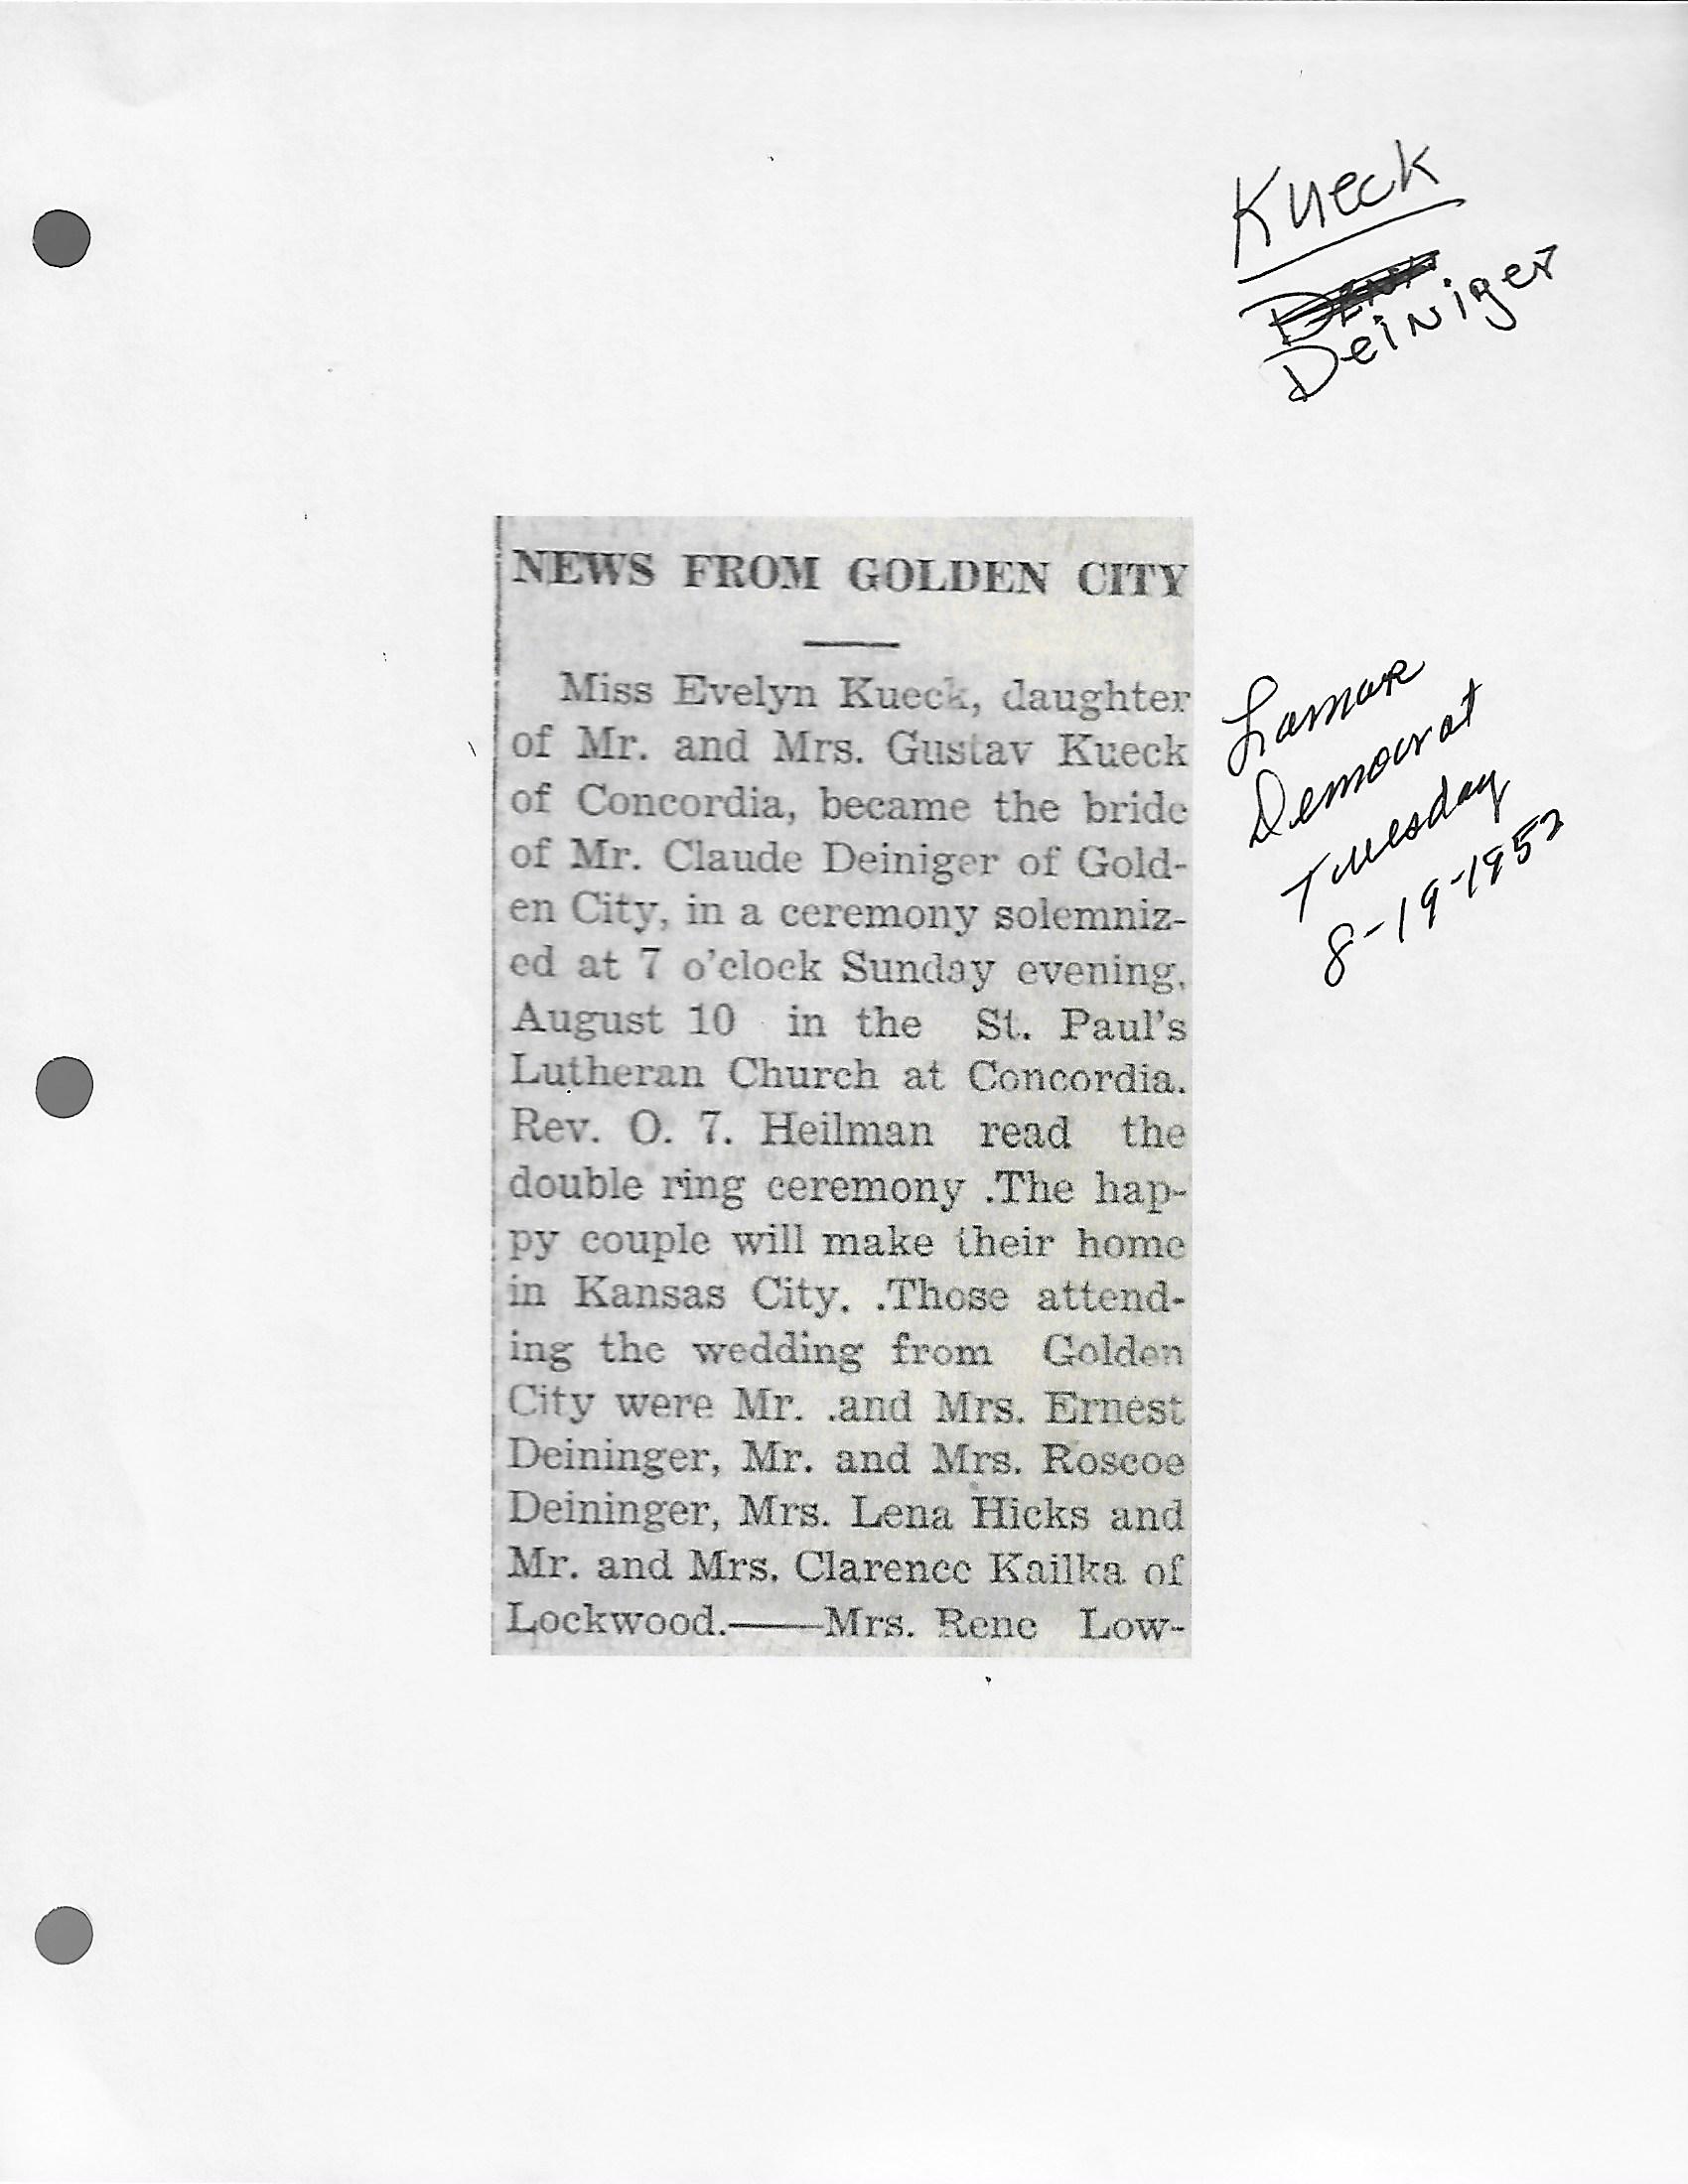 Kueck
Deiniger
NEWS FROM GOLDEN CITY
Miss Evelyn Kueck, daughter
of Mr. and Mrs. Gustav Kueck
of Concordia, became the bride
of Mr. Claude Deiniger of Gold-
en City, in a ceremony solemniz-
ed at 7 o'clock Sunday evening.
August 10 in the St. Paul's
Lutheran Church at Concordia.
Rev. O. 7. Heilman read the
double ring ceremony .The hap-
py couple will make their home
in Kansas City. .Those attend-
ing the wedding from Golden
City were Mr. .and Mrs. Ernest
Deininger, Mr. and Mrs. Roscoe
Deininger, Mrs. Lena Hicks and
Mr. and Mrs. Clarence Kailka of
Lockwood.——Mrs. Rene Low-
Lamar
Democrat
Tuesday
8-19-1952